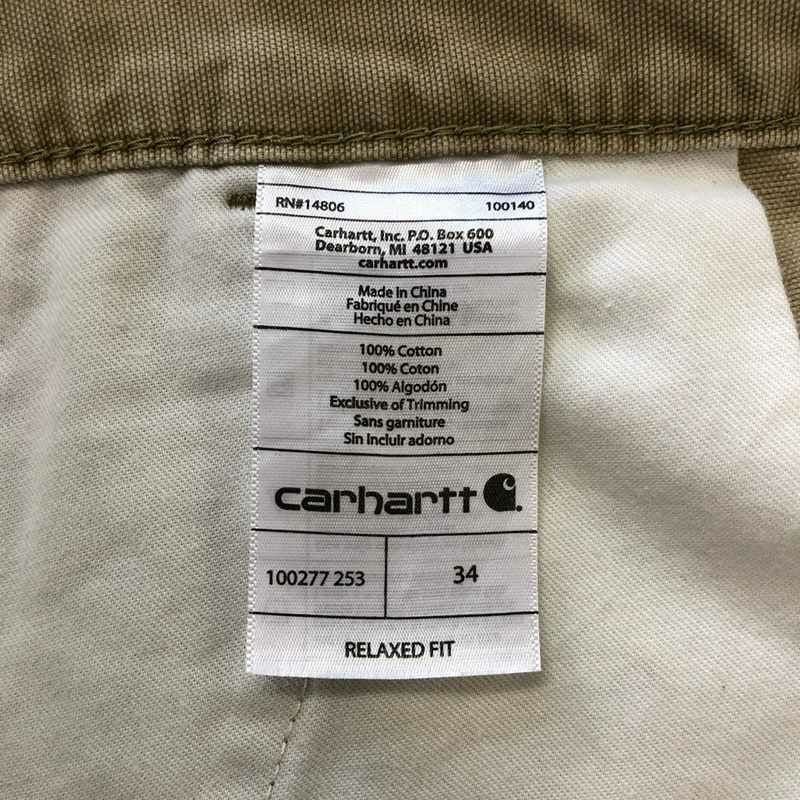 RN#14806 100140
Carhartt, Inc. P.O. Box 600
Dearborn, MI 48121 USA
carhartt.com
Made in China
Fabriqué en Chine
Hecho en China
100% Cotton
100% Coton
100% Algodón
Exclusive of Trimming
Sans garniture
Sin Incluir adorno
carhartt
100277 253 34
RELAXED FIT